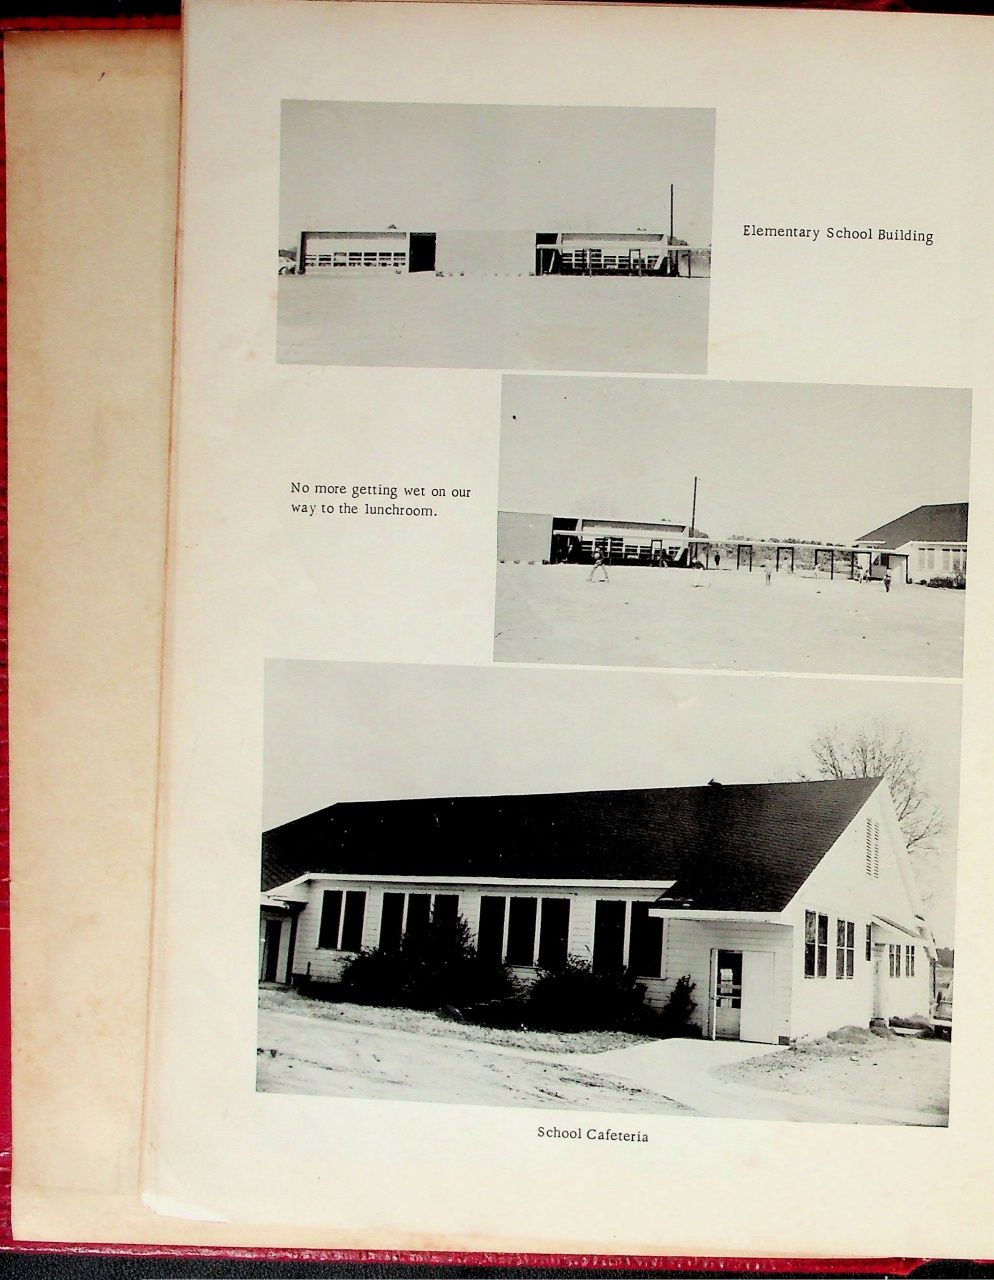 Elementary School Building
No more getting wet on our
way to the lunchroom.
School Cafeteria